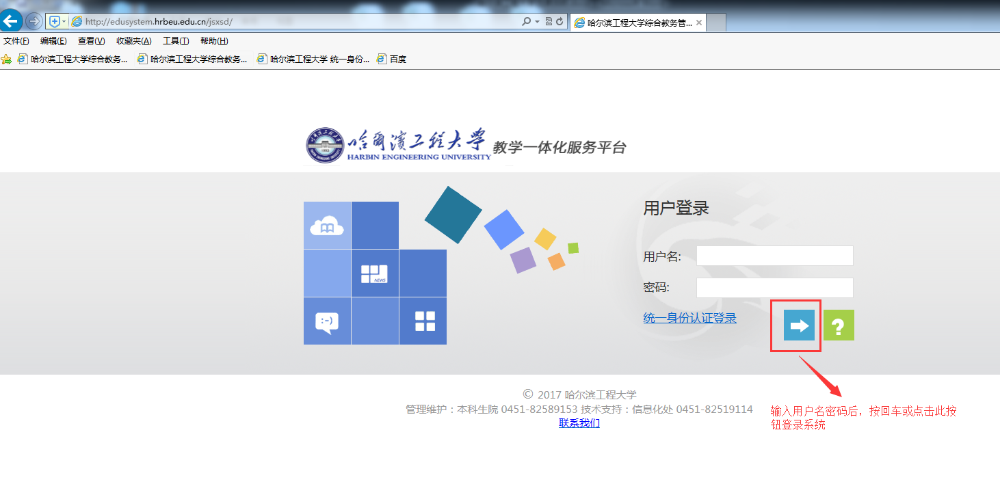 http://edusystem.hrbeu.edu.cn/jsxsd/
哈尔滨工程大学综合教务管...
文件(F) 编辑(E) 查看(V) 收藏夹(A) 工具(T) 帮助(H)
哈尔滨工程大学综合教务... 哈尔滨工程大学综合教务... 哈尔滨工程大学 统一身份... 百度
哈爾濱工程大学
HARBIN ENGINEERING UNIVERSITY
教学一体化服务平台
1953
用户登录
用户名:
密码:
统一身份认证登录
?
NEWS
:-)
© 2017 哈尔滨工程大学
管理维护：本科生院 0451-82589153 技术支持：信息化处 0451-82519114
联系我们
输入用户名密码后，按回车或点击此按
钮登录系统